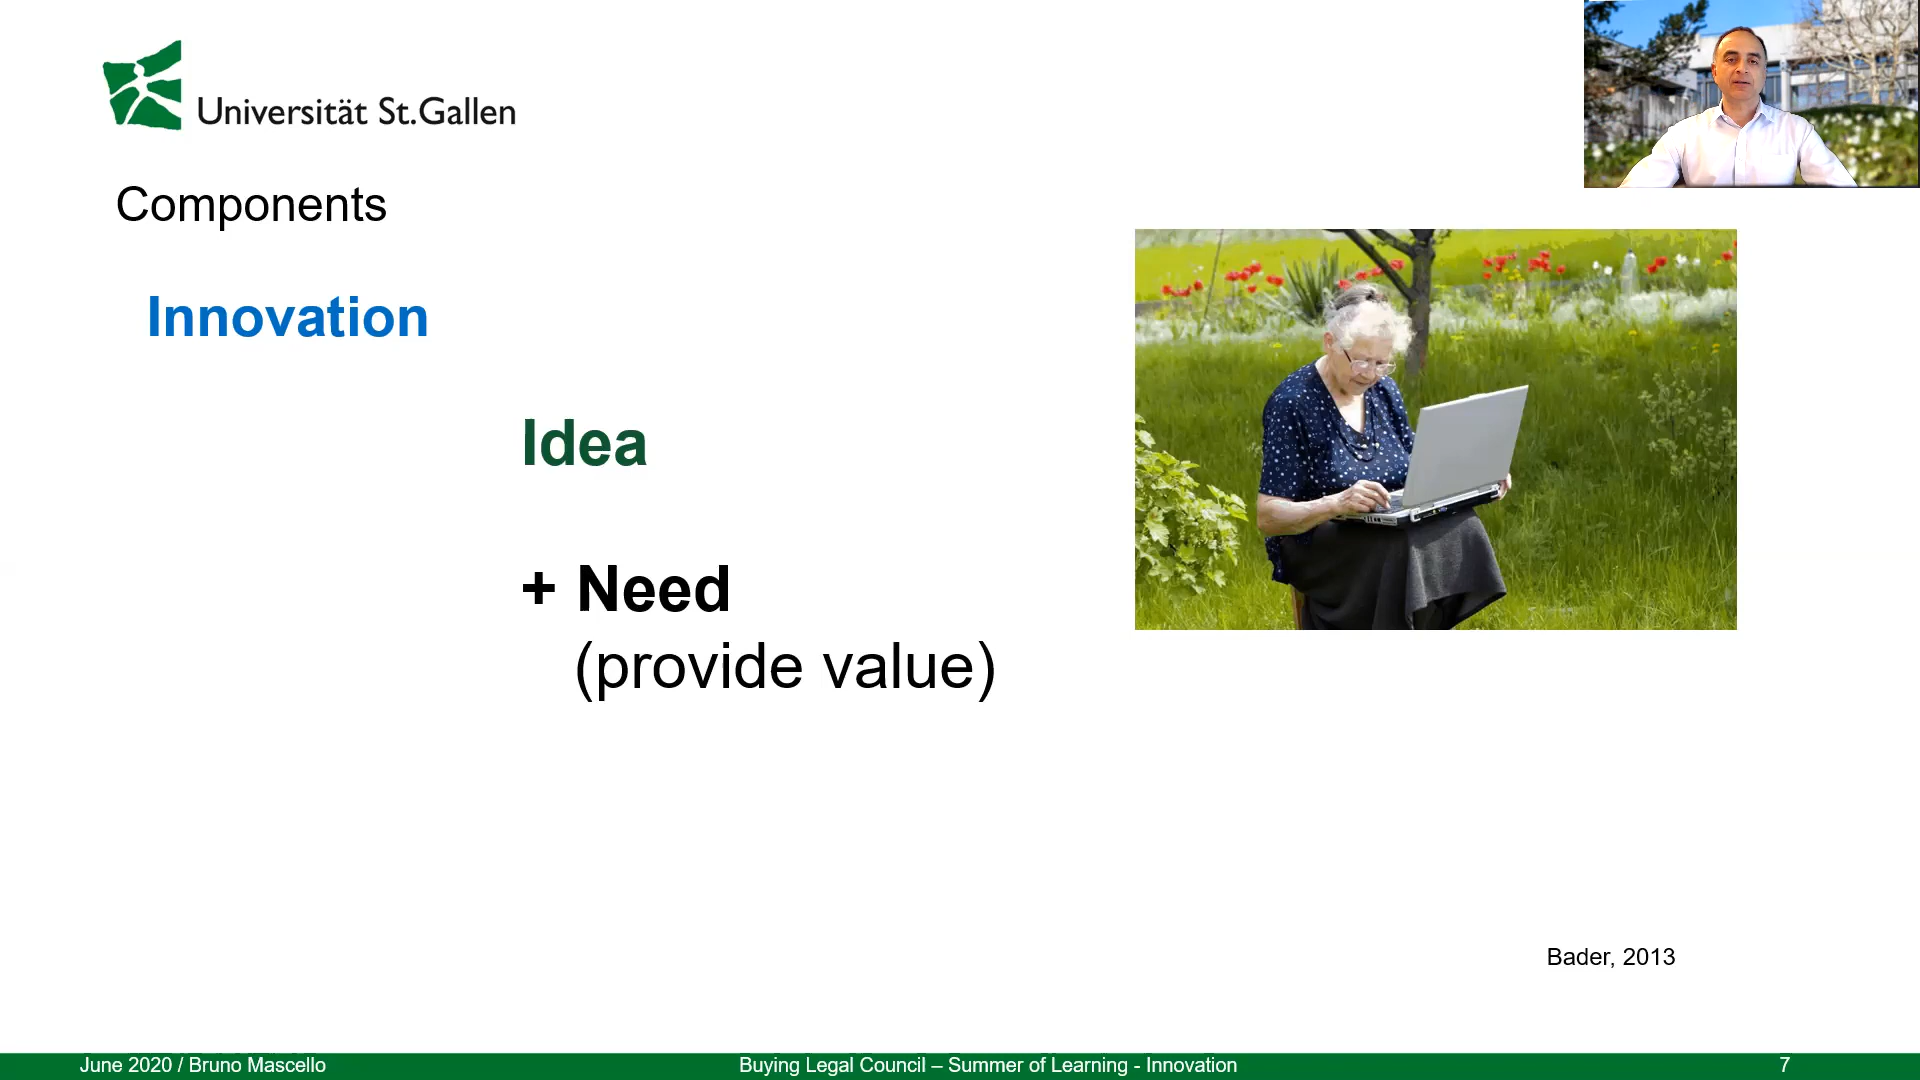 Universität St.Gallen
Components
Innovation
Idea
+ Need
(provide value)
Bader, 2013
June 2020 / Bruno Mascello
Buying Legal Council – Summer of Learning - Innovation
7